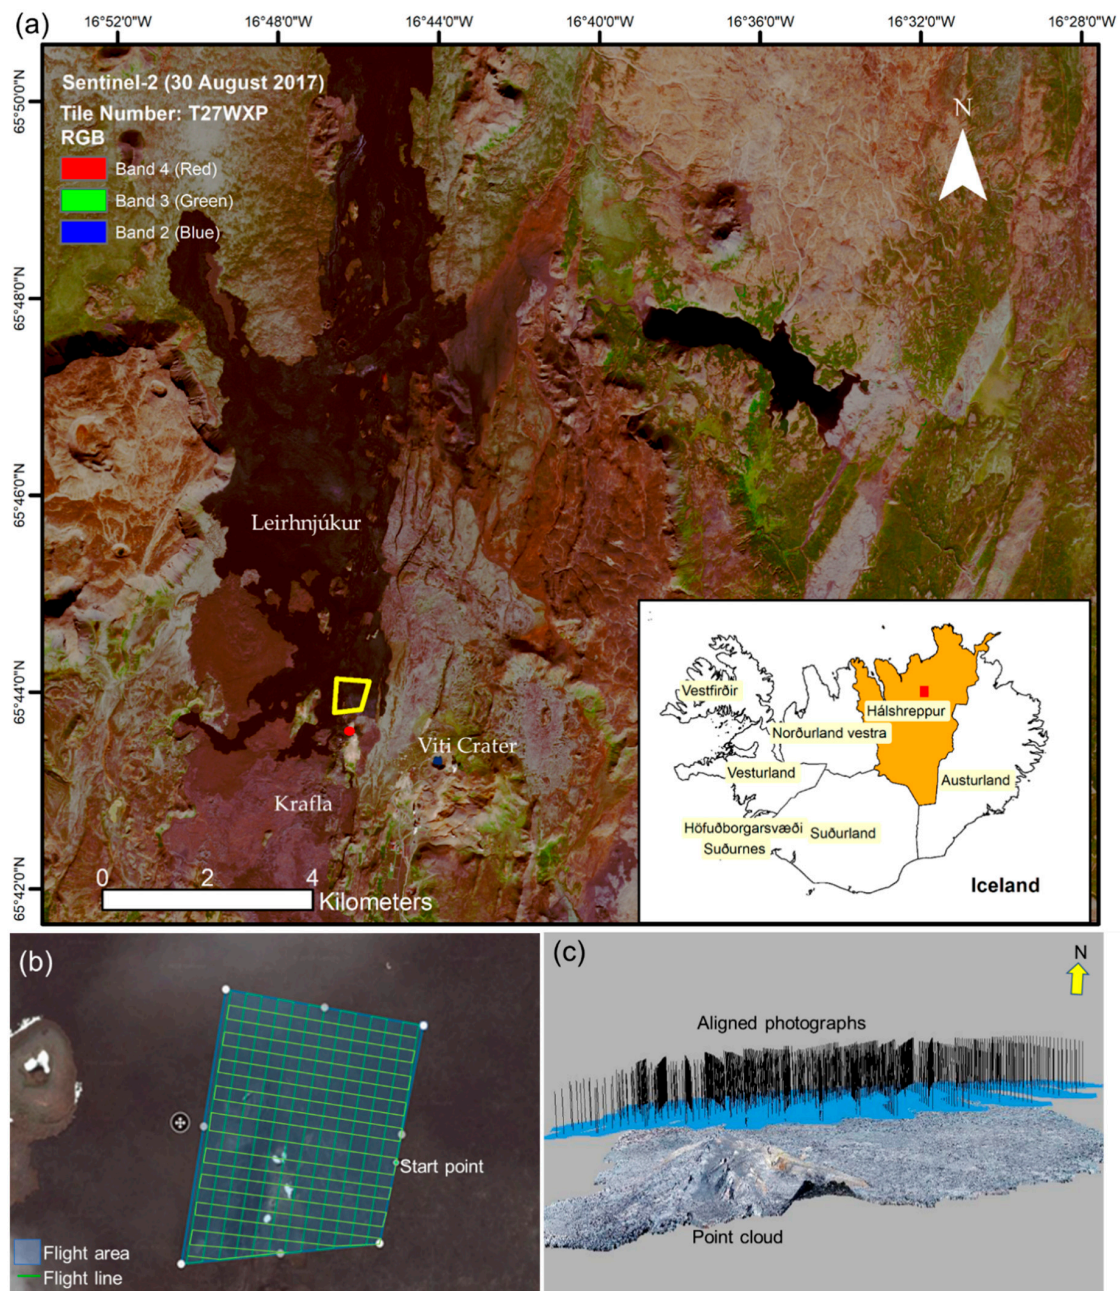 (a)
16°52'0"W 16°48'0"W 16°44'0"W 16°40'0"W 16°36'0"W 16°32'0"W 16°28'0"W
65°50'0"N
65°48'0"N
65°46'0"N
65°44'0"N
65°42'0"N
Sentinel-2 (30 August 2017)
Tile Number: T27WXP
RGB
Band 4 (Red)
Band 3 (Green)
Band 2 (Blue)
N
Leirhnjúkur
Viti Crater
Krafla
0 2 4
Kilometers
Vestfirðir
Hálshreppur
Norðurland vestra
Vesturland
Austurland
Höfuðborgarsvæði
Suðurland
Suðurnes
Iceland
(b)
Start point
Flight area
Flight line
(c)
N
Aligned photographs
Point cloud